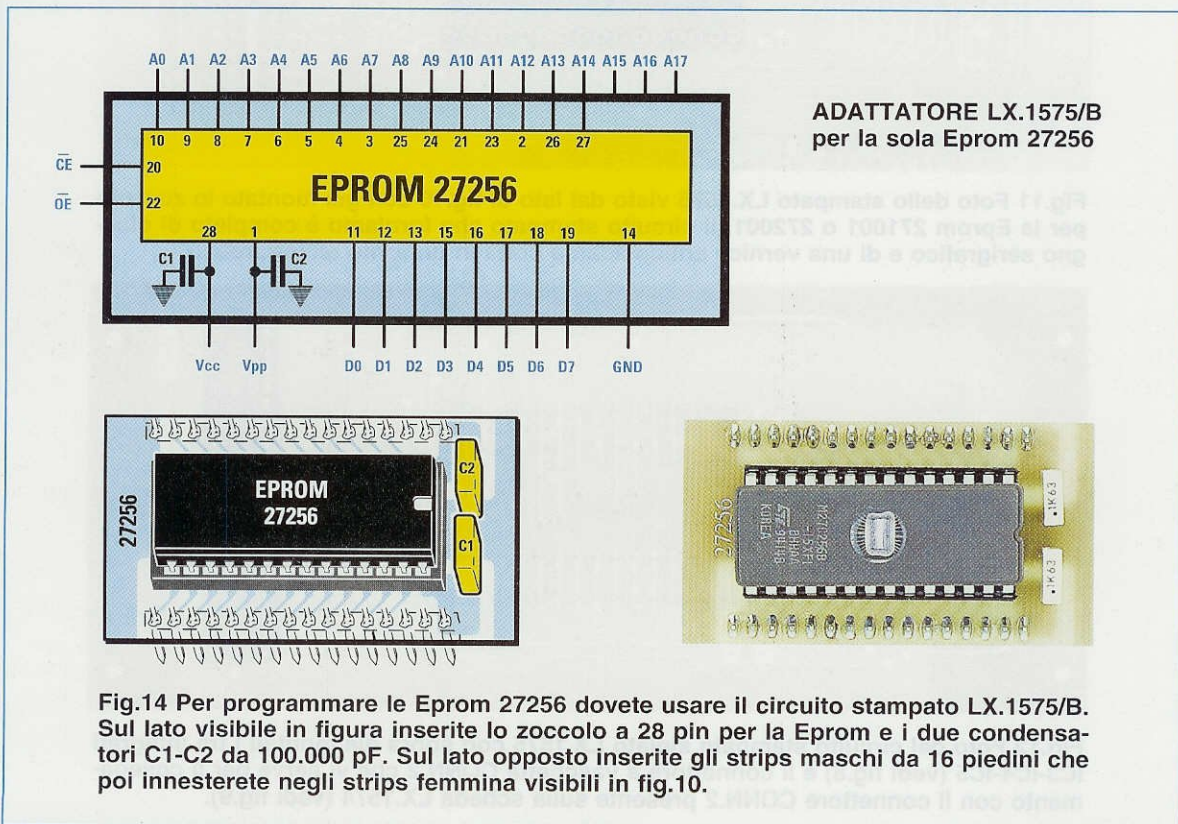 A0 A1 A2 A3 A4 A5 A6 A7 A8 A9 A10 A11 A12 A13 A14 A15 A16 A17
ADATTATORE LX.1575/B
per la sola Eprom 27256
10 9 8 7 6 5 4 3 25 24 21 23 2 26 27
CE 20
EPROM 27256
OE 22
28 1 11 12 13 15 16 17 18 19 14
C1 C2
Vcc Vpp D0 D1 D2 D3 D4 D5 D6 D7 GND
27256
EPROM
27256
C2
C1
27256
KOREA
.1K63
.1K63
Fig.14 Per programmare le Eprom 27256 dovete usare il circuito stampato LX.1575/B.
Sul lato visibile in figura inserite lo zoccolo a 28 pin per la Eprom e i due condensa-
tori C1-C2 da 100.000 pF. Sul lato opposto inserite gli strips maschi da 16 piedini che
poi innesterete negli strips femmina visibili in fig.10.